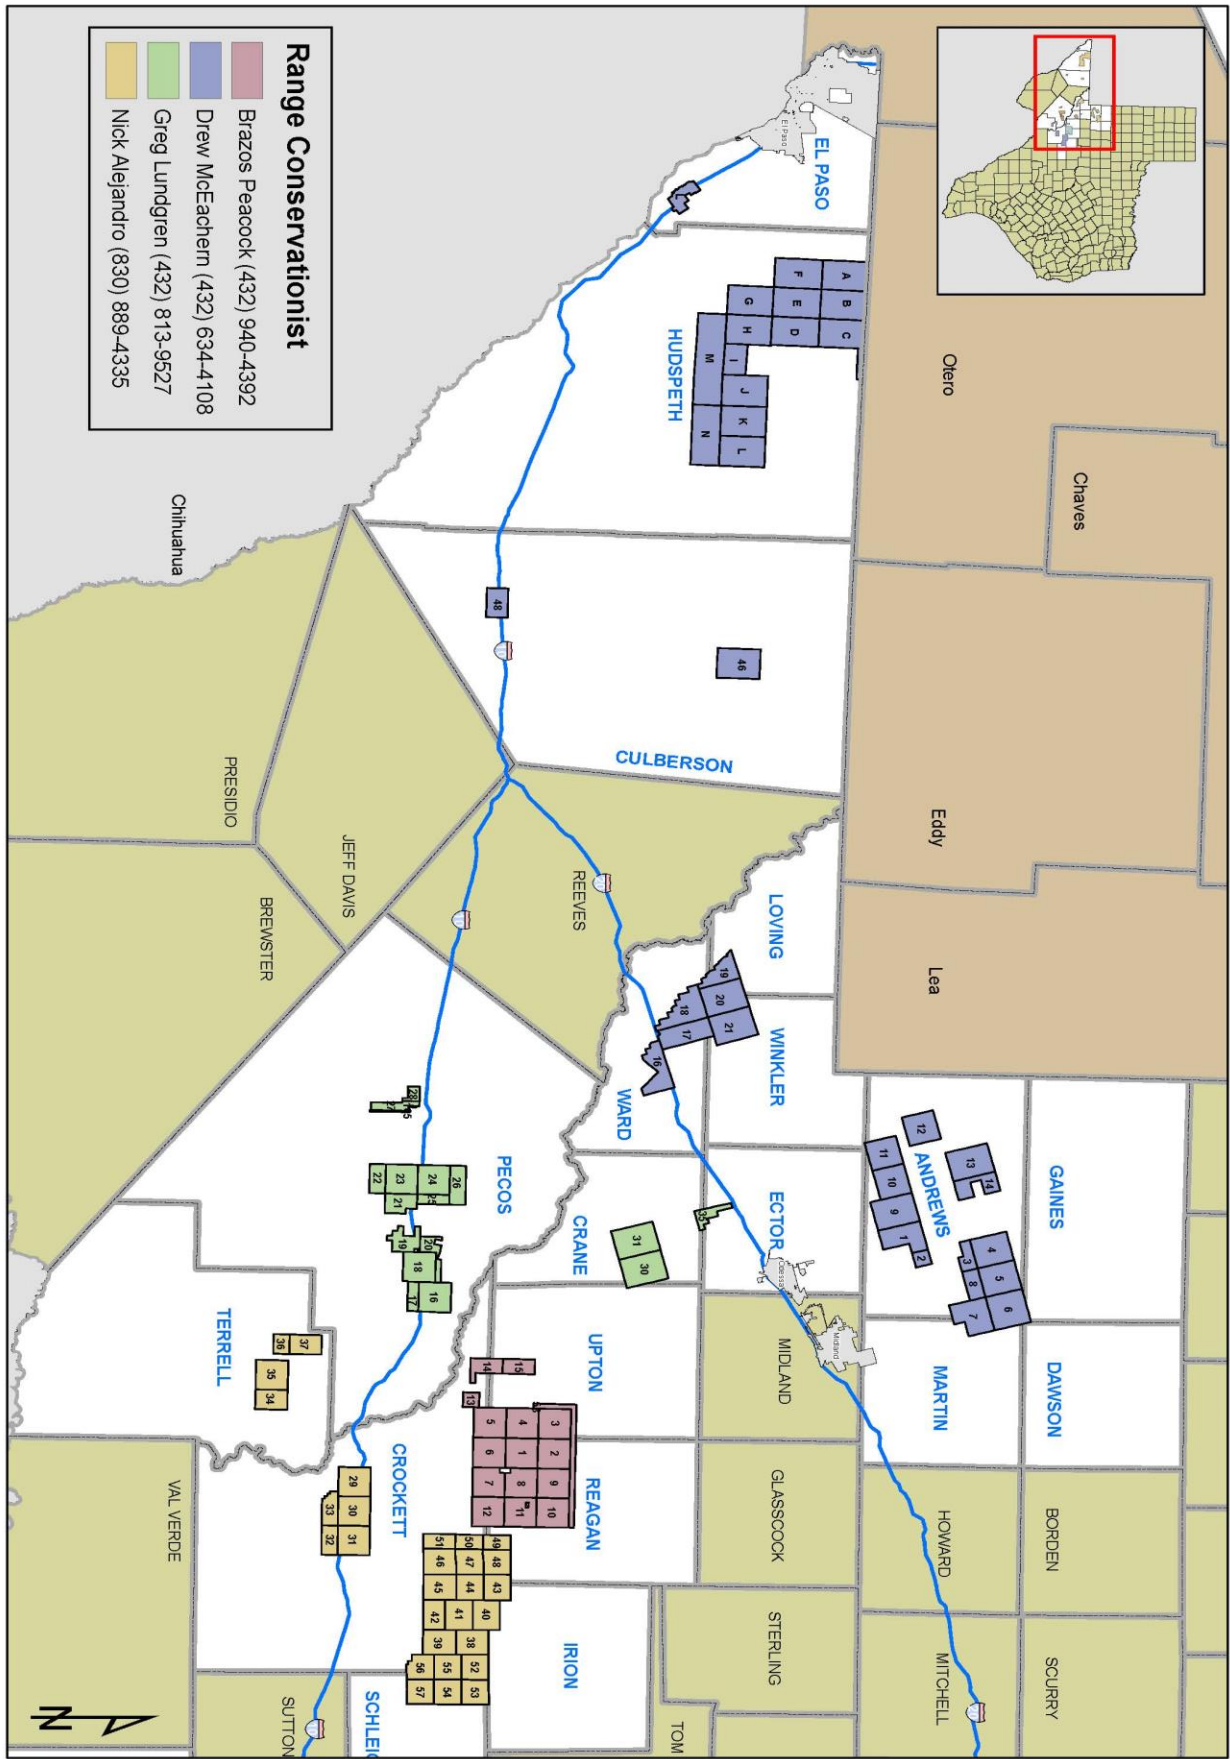 Range Conservationist
Brazos Peacock (432) 940-4392
Drew McEachern (432) 634-4108
Greg Lundgren (432) 813-9527
Nick Alejandro (830) 889-4335
Otero
Chaves
Eddy
Lea
Chihuahua
El Paso
EL PASO
HUDSPETH
A
B
C
F
E
D
G
H
I
J
K
L
M
N
CULBERSON
48
46
PRESIDIO
JEFF DAVIS
BREWSTER
REEVES
LOVING
WINKLER
WARD
19
20
21
18
17
16
GAINES
ANDREWS
12
13
14
11
10
9
1
2
4
5
6
3
8
7
DAWSON
MARTIN
ECTOR
35
Odessa
Midland
MIDLAND
CRANE
31
30
PECOS
28
22
23
24
26
21
25
19
20
18
17
16
TERRELL
36
37
35
34
UPTON
14
15
13
5
4
3
6
1
2
7
8
9
12
11
10
REAGAN
CROCKETT
29
30
31
33
32
51
50
49
46
47
48
45
44
43
42
41
40
39
38
56
55
52
57
54
53
IRION
GLASSCOCK
STERLING
HOWARD
MITCHELL
BORDEN
SCURRY
TOM
VAL VERDE
SUTTON
SCHLEIC
N